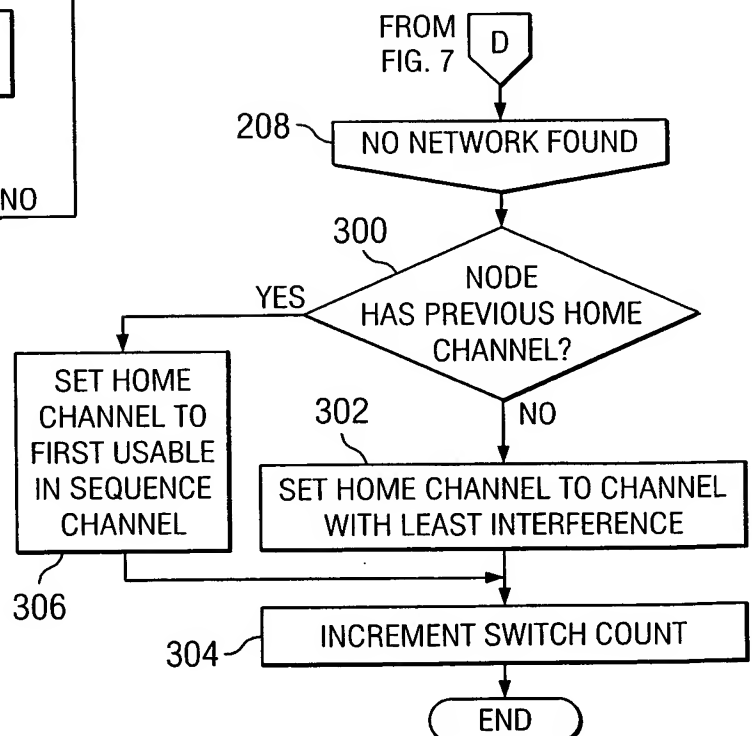 FROM
FIG. 7
D
208
NO NETWORK FOUND
NO
300
NODE
HAS PREVIOUS HOME
CHANNEL?
YES
NO
SET HOME
CHANNEL TO
FIRST USABLE
IN SEQUENCE
CHANNEL
306
302
SET HOME CHANNEL TO CHANNEL
WITH LEAST INTERFERENCE
304
INCREMENT SWITCH COUNT
END